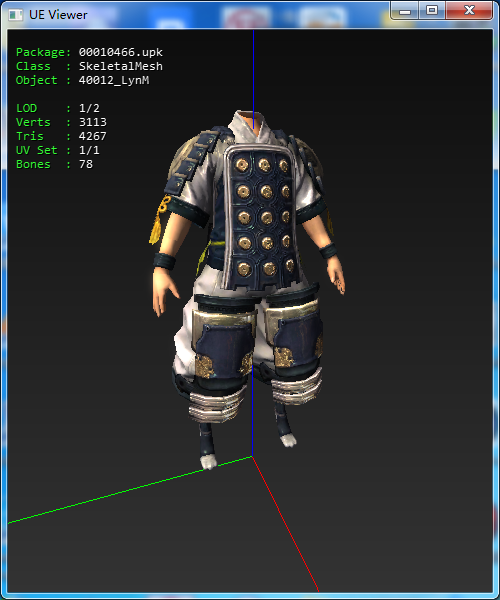 UE Viewer
Package: 00010466.upk
Class : SkeletalMesh
Object : 40012_LynM
LOD : 1/2
Verts : 3113
Tris : 4267
UV Set : 1/1
Bones : 78